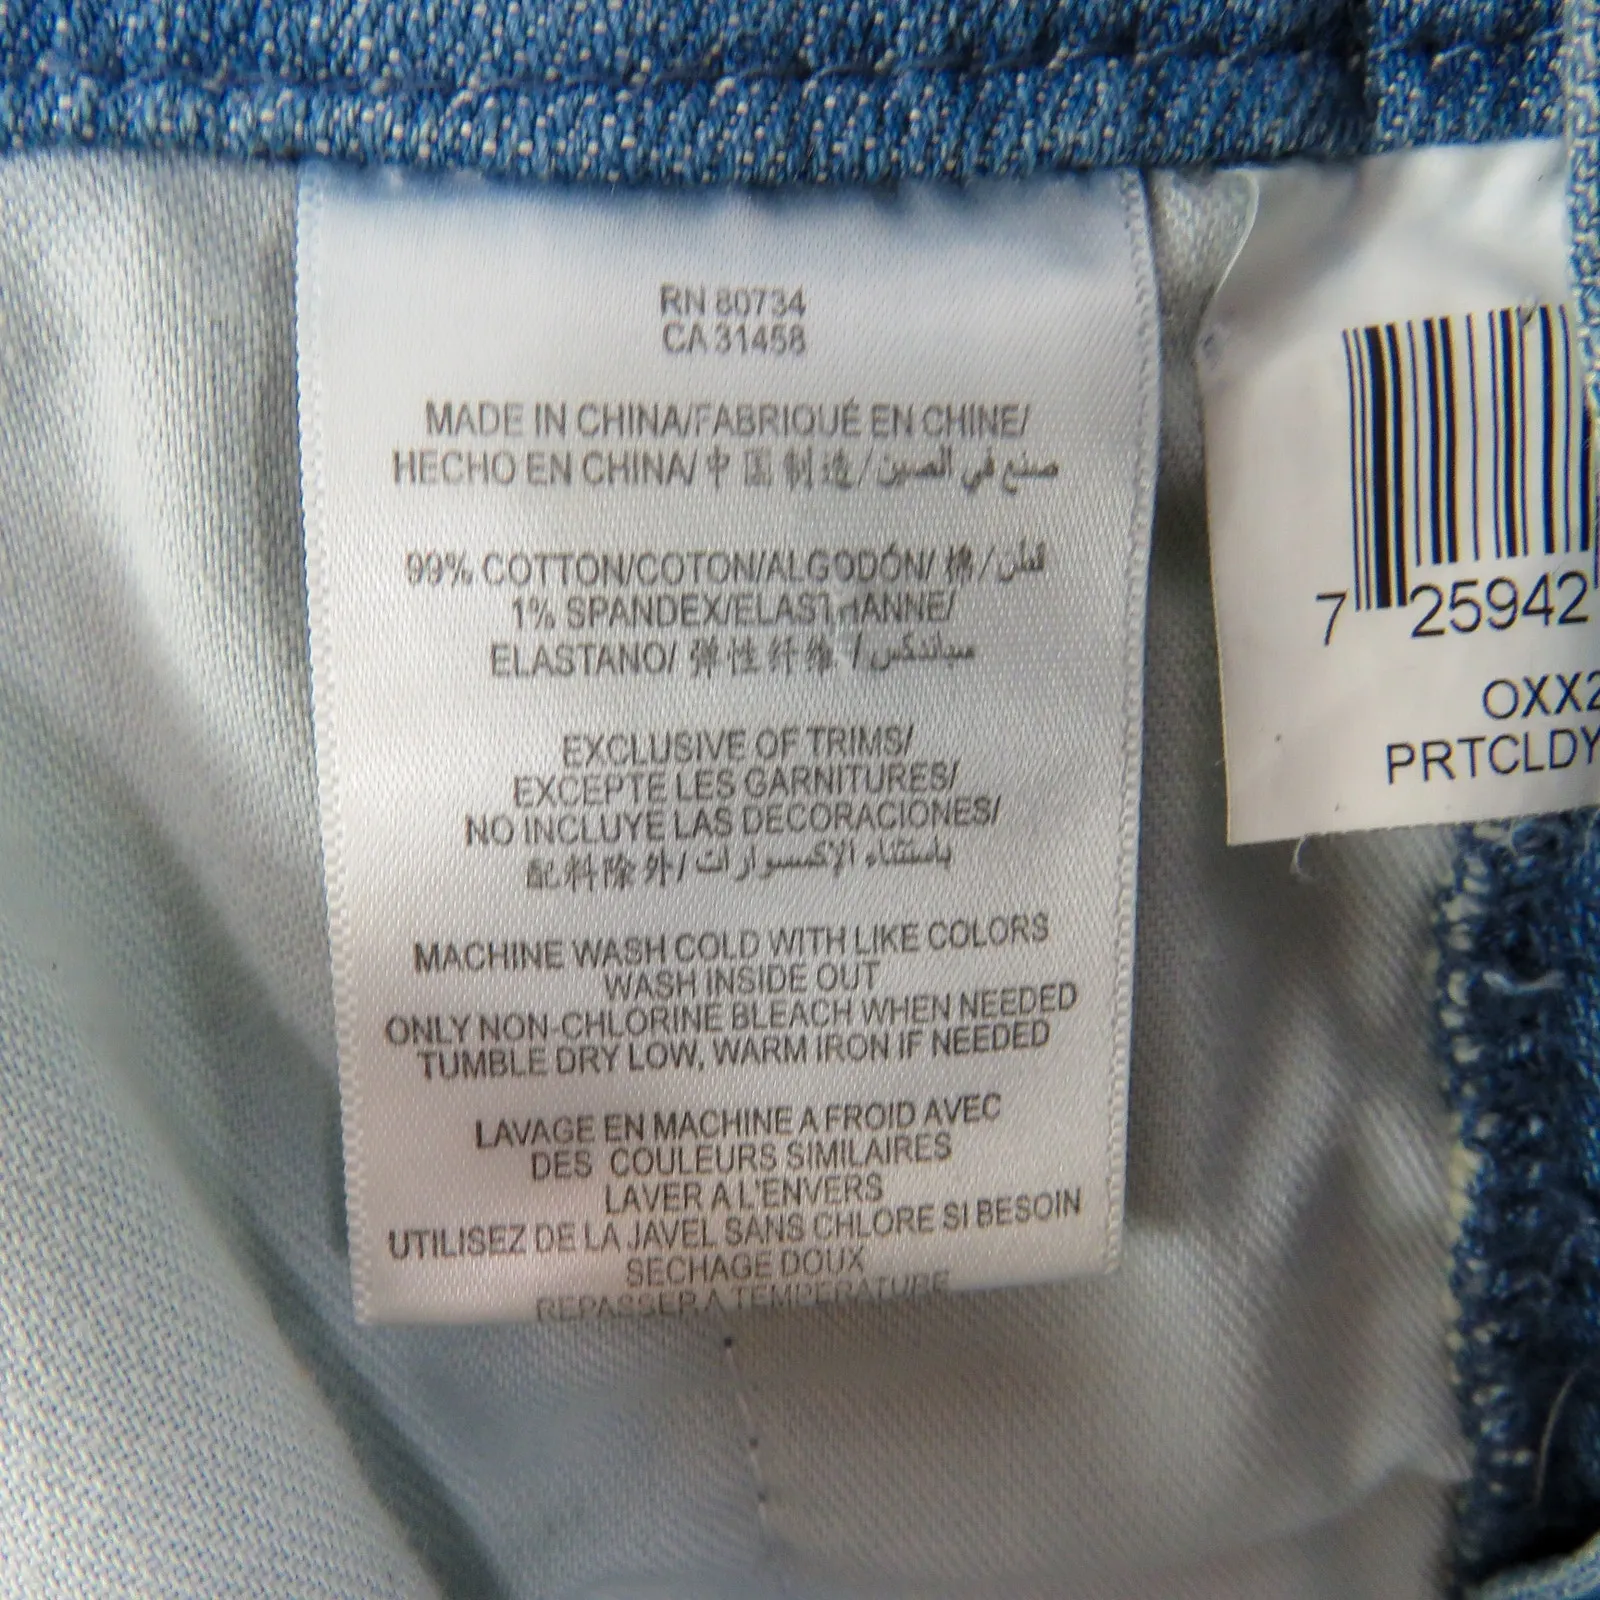 RN 80734
CA 31458
MADE IN CHINA/FABRIQUÉ EN CHINE/
HECHO EN CHINA/ 中国制造/صنع في الصين
99% COTTON/COTON/ALGODÓN/ 棉/قطن
1% SPANDEX/ELASTHANNE/
ELASTANO/ 弹性纤维 /سباندكس
EXCLUSIVE OF TRIMS/
EXCEPTE LES GARNITURES/
NO INCLUYE LAS DECORACIONES/
配料除外/باستثناء الإكسسوارات
MACHINE WASH COLD WITH LIKE COLORS
WASH INSIDE OUT
ONLY NON-CHLORINE BLEACH WHEN NEEDED
TUMBLE DRY LOW, WARM IRON IF NEEDED
LAVAGE EN MACHINE A FROID AVEC
DES COULEURS SIMILAIRES
LAVER A L'ENVERS
UTILISEZ DE LA JAVEL SANS CHLORE SI BESOIN
SECHAGE DOUX
REPASSER A TEMPERATURE
7 25942
OXX2
PRTCLDY